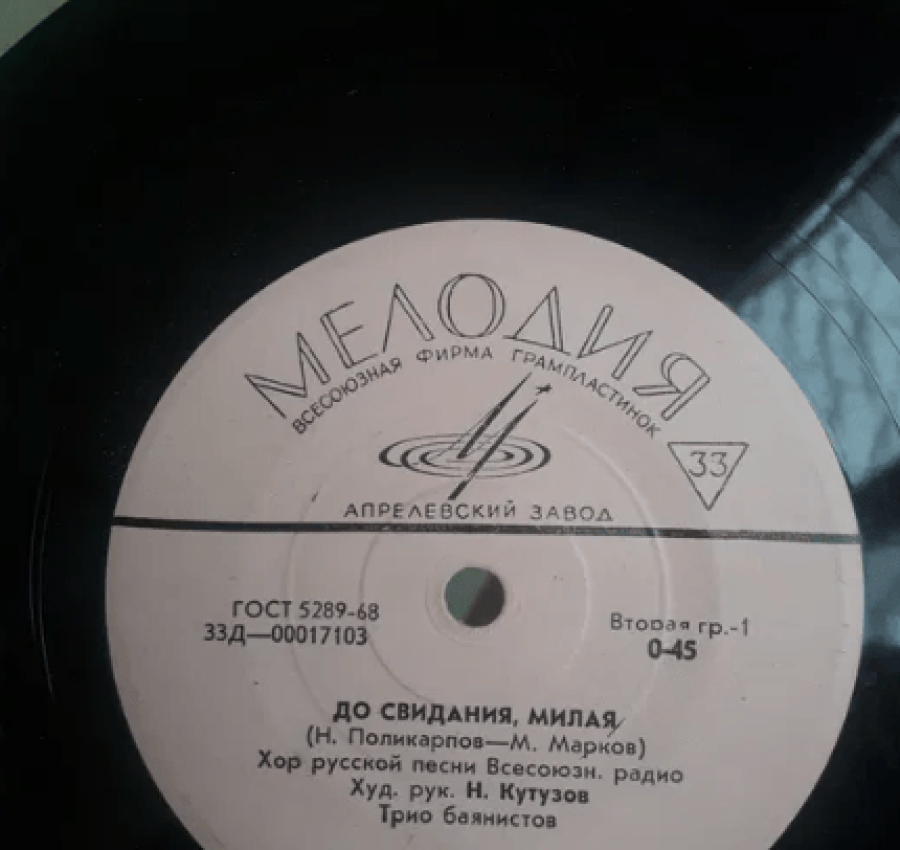 МЕЛОДИЯ
ВСЕСОЮЗНАЯ ФИРМА ГРАМПЛАСТИНОК
33
АПРЕЛЕВСКИЙ ЗАВОД
ГОСТ 5289-68
33Д—00017103
Вторая гр.-1
0-45
ДО СВИДАНИЯ, МИЛАЯ
(Н. Поликарпов—М. Марков)
Хор русской песни Всесоюзн. радио
Худ. рук. Н. Кутузов
Трио баянистов